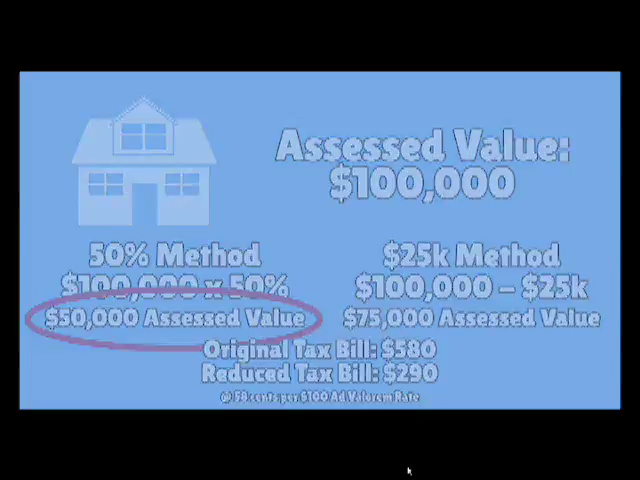 Assessed Value:
$100,000
50% Method
$100,000 x 50%
$50,000 Assessed Value
$25k Method
$100,000 – $25k
$75,000 Assessed Value
Original Tax Bill: $580
Reduced Tax Bill: $290
@ 58 cents per $100 Ad Valorem Rate